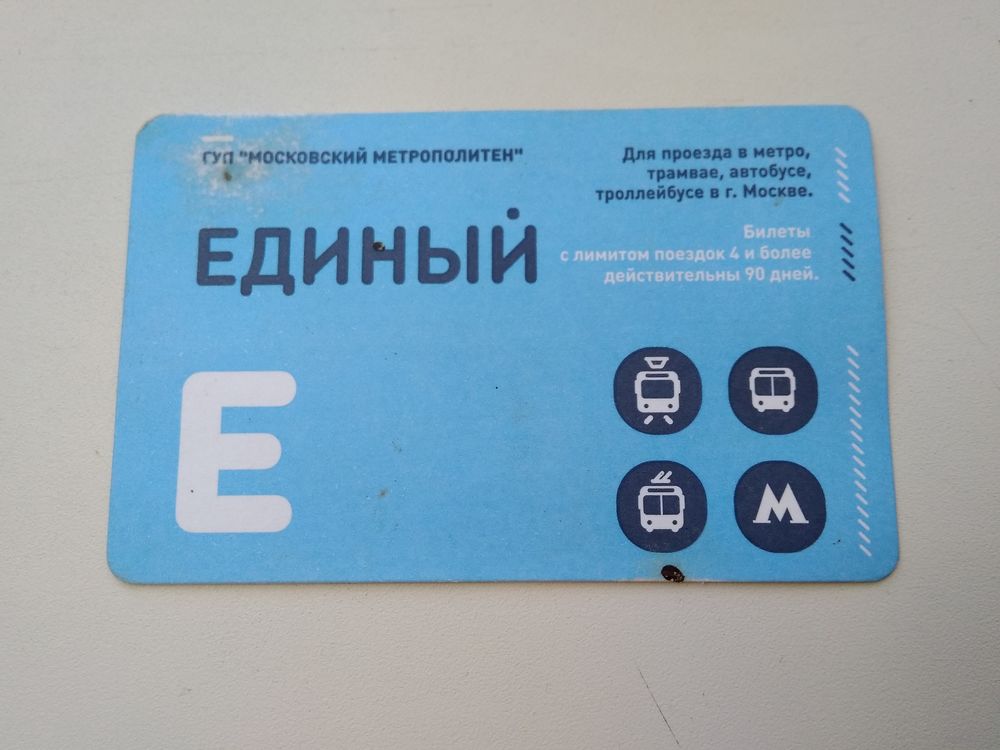 ГУП "МОСКОВСКИЙ МЕТРОПОЛИТЕН"
ЕДИНЫЙ
Для проезда в метро,
трамвае, автобусе,
троллейбусе в г. Москве.
Билеты
с лимитом поездок 4 и более
действительны 90 дней.
Е
М